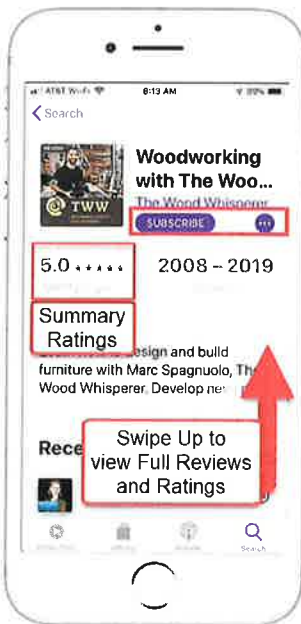 AT&T Wi-Fi
8:13 AM
Search
Woodworking
with The Woo...
The Wood Whisperer
TWW
SUBSCRIBE
5.0
2008 – 2019
Summary
Ratings
design and build
furniture with Marc Spagnuolo, The
Wood Whisperer. Develop
Rece
Swipe Up to
view Full Reviews
and Ratings
Search